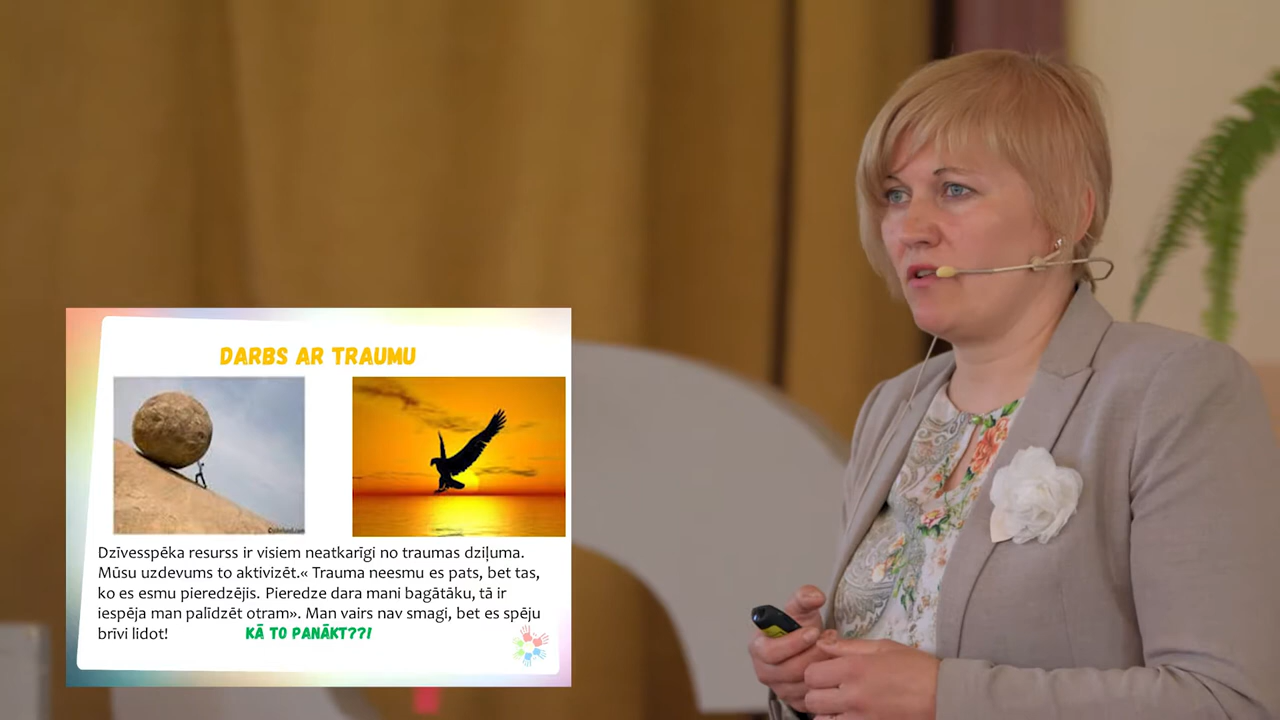 DARBS AR TRAUMU
Dzīvesspēka resurss ir visiem neatkarīgi no traumas dziļuma.
Mūsu uzdevums to aktivizēt.« Trauma neesmu es pats, bet tas,
ko es esmu pieredzējis. Pieredze dara mani bagātāku, tā ir
iespēja man palīdzēt otram». Man vairs nav smagi, bet es spēju
brīvi lidot! KĀ TO PANĀKT??!